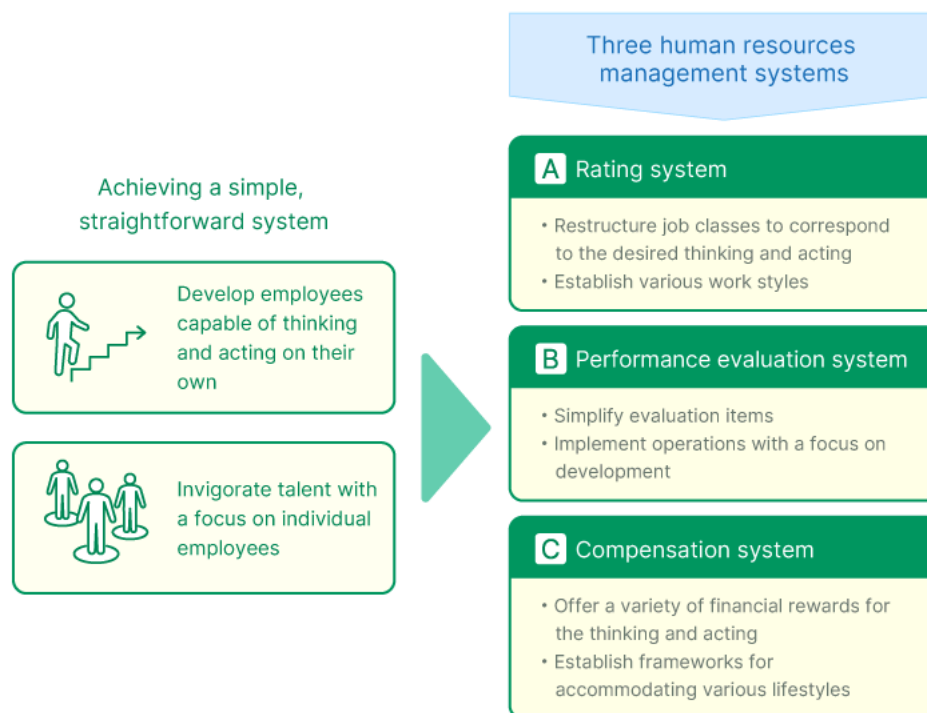 Achieving a simple,
straightforward system
Develop employees
capable of thinking
and acting on their
own
Invigorate talent with
a focus on individual
employees
Three human resources
management systems
A Rating system
・Restructure job classes to correspond
to the desired thinking and acting
・Establish various work styles
B Performance evaluation system
・Simplify evaluation items
・Implement operations with a focus on
development
C Compensation system
・Offer a variety of financial rewards for
the thinking and acting
・Establish frameworks for
accommodating various lifestyles